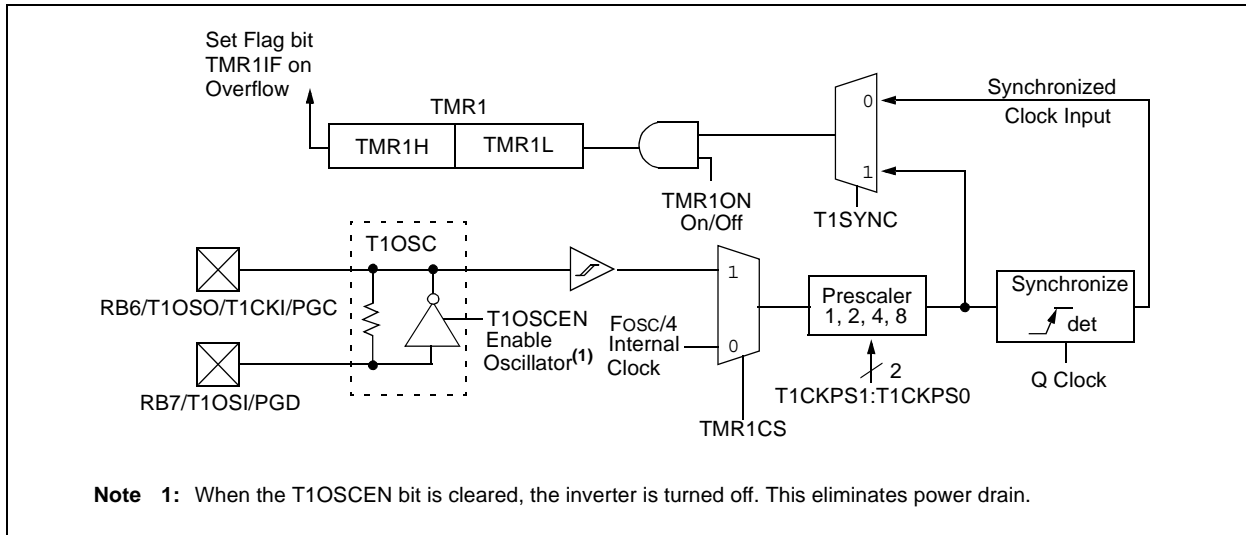 Set Flag bit
TMR1IF on
Overflow
TMR1
TMR1H
TMR1L
TMR1ON
On/Off
0
1
T1SYNC
Synchronized
Clock Input
T1OSC
RB6/T1OSO/T1CKI/PGC
RB7/T1OSI/PGD
T1OSCEN
Enable
Oscillator(1)
FOSC/4
Internal
Clock
1
0
TMR1CS
Prescaler
1, 2, 4, 8
2
T1CKPS1:T1CKPS0
Synchronize
det
Q Clock
Note 1: When the T1OSCEN bit is cleared, the inverter is turned off. This eliminates power drain.